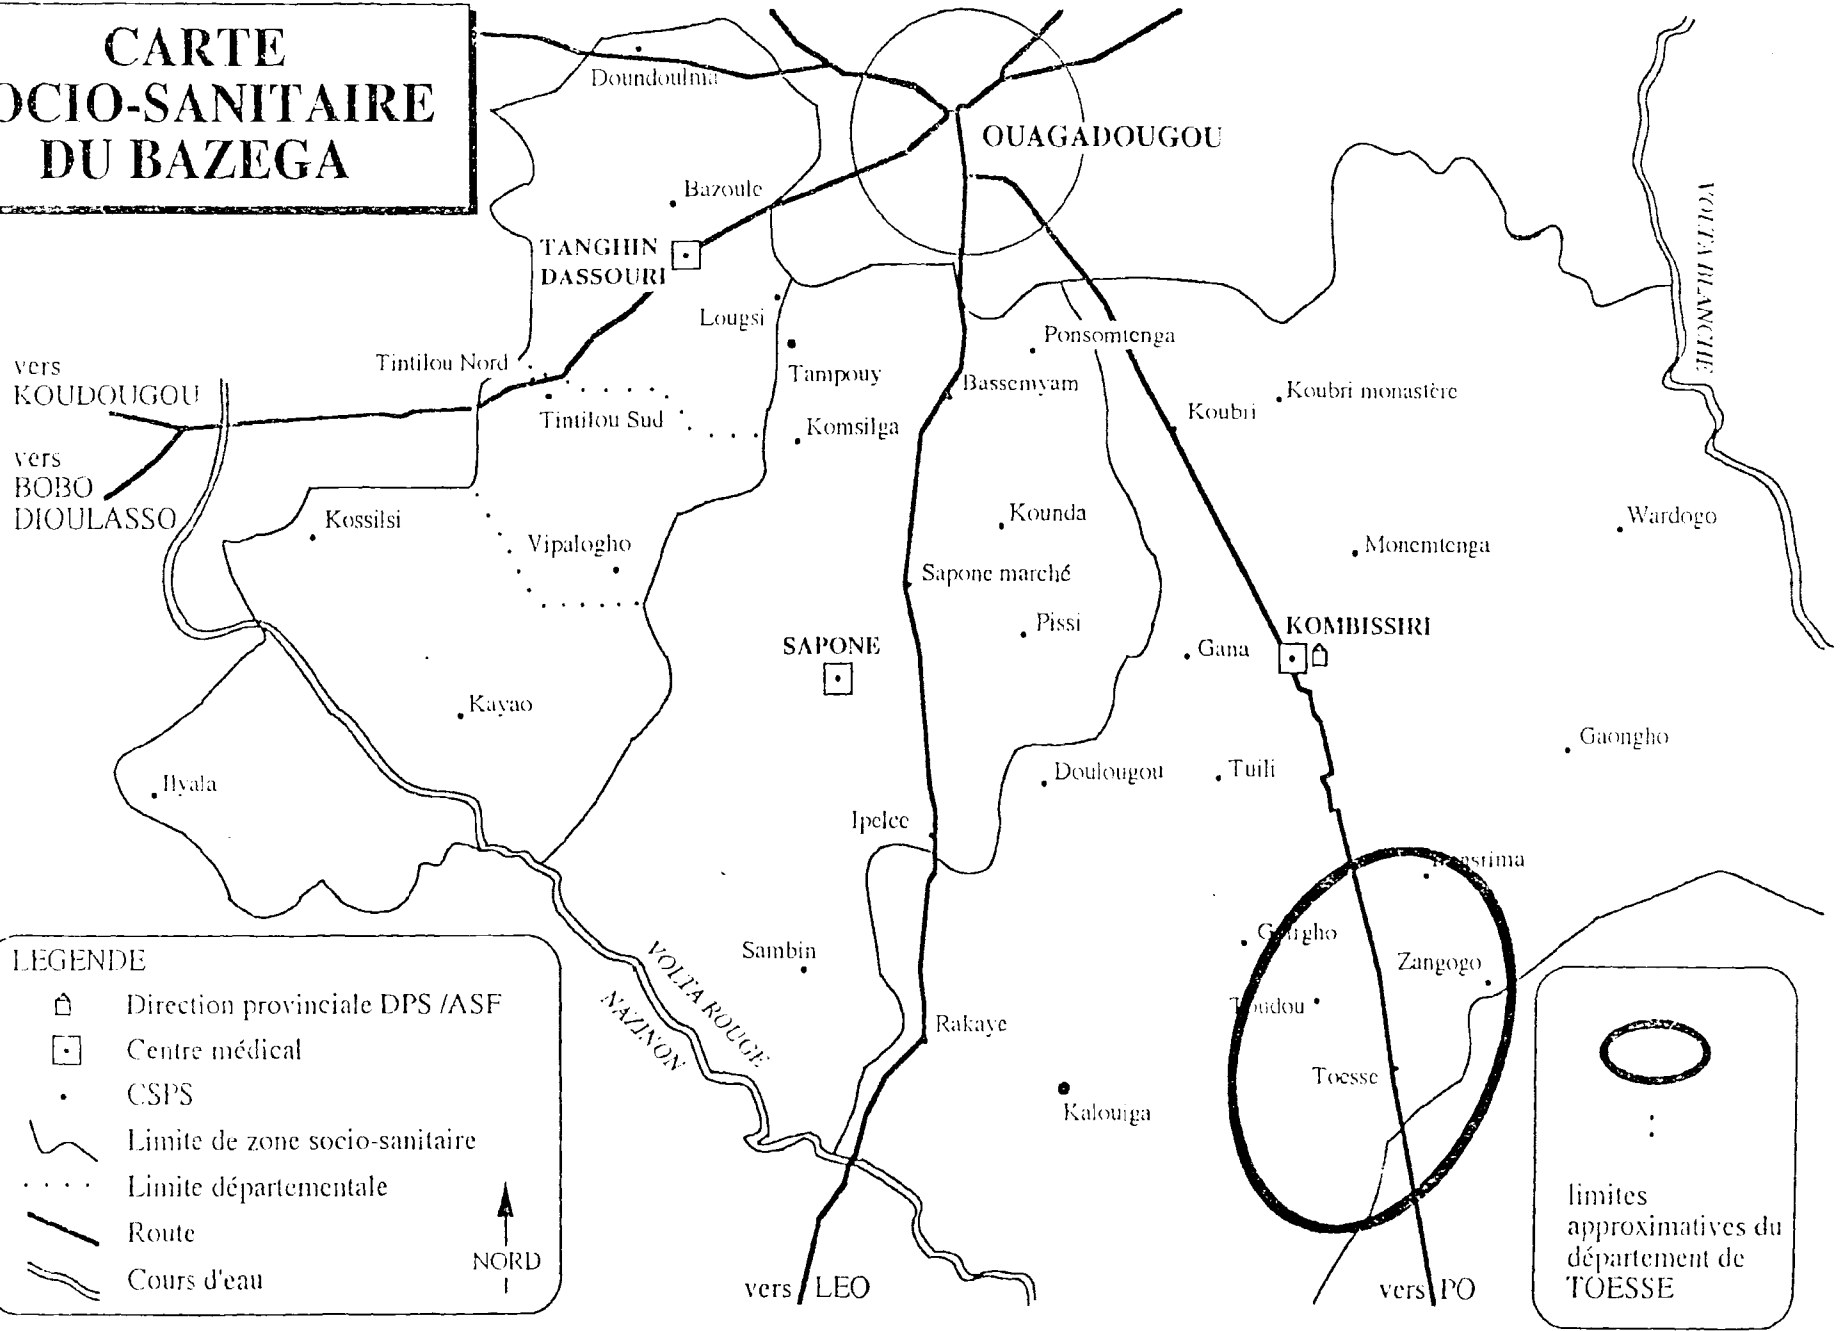 CARTE
OCIO-SANITAIRE
DU BAZEGA
Doundoulma
OUAGADOUGOU
Bazoule
TANGHIN
DASSOURI
VOLTA BLANCHE
Lougsi
Ponsomtenga
Tintilou Nord
vers
KOUDOUGOU
Tampouy
Bassemyam
Koubri monastère
Koubri
Tintilou Sud
Komsilga
vers
BOBO
DIOULASSO
Kossilsi
Kounda
Wardogo
Vipalogho
Monemtenga
Sapone marché
Pissi
KOMBISSIRI
SAPONE
Gana
Kayao
Gaongho
Doulougou
Tuili
Ilyala
Ipelce
Sambin
Zangogo
VOLTA ROUGE
NAZINON
Toudou
Rakaye
Toesse
Kalouiga
LEGENDE
Direction provinciale DPS /ASF
Centre médical
CSPS
Limite de zone socio-sanitaire
Limite départementale
Route
Cours d'eau
NORD
vers LEO
vers PO
limites
approximatives du
département de
TOESSE